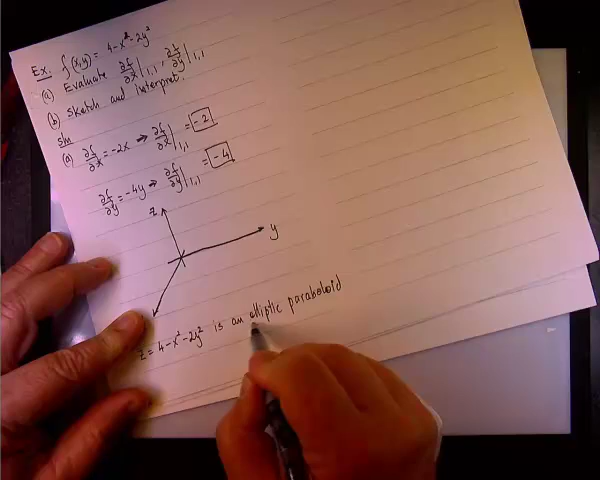 Ex. f(x,y) = 4-x²-2y²
(a) Evaluate ∂f/∂x|1,1, ∂f/∂y|1,1
(b) Sketch and interpret.
Sln
(a) ∂f/∂x = -2x → ∂f/∂x|1,1 = -2
∂f/∂y = -4y → ∂f/∂y|1,1 = -4
z
y
z = 4-x²-2y² is an elliptic paraboloid